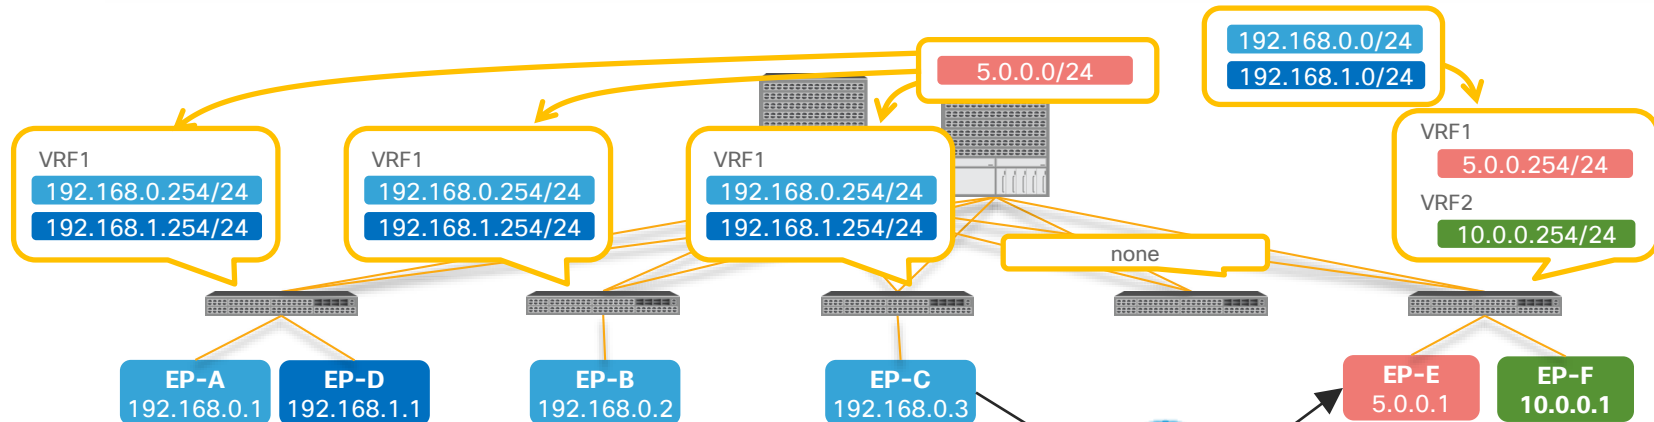 5.0.0.0/24
192.168.0.0/24
192.168.1.0/24
VRF1
192.168.0.254/24
192.168.1.254/24
VRF1
192.168.0.254/24
192.168.1.254/24
VRF1
192.168.0.254/24
192.168.1.254/24
none
VRF1
5.0.0.254/24
VRF2
10.0.0.254/24
EP-A
192.168.0.1
EP-D
192.168.1.1
EP-B
192.168.0.2
EP-C
192.168.0.3
EP-E
5.0.0.1
EP-F
10.0.0.1